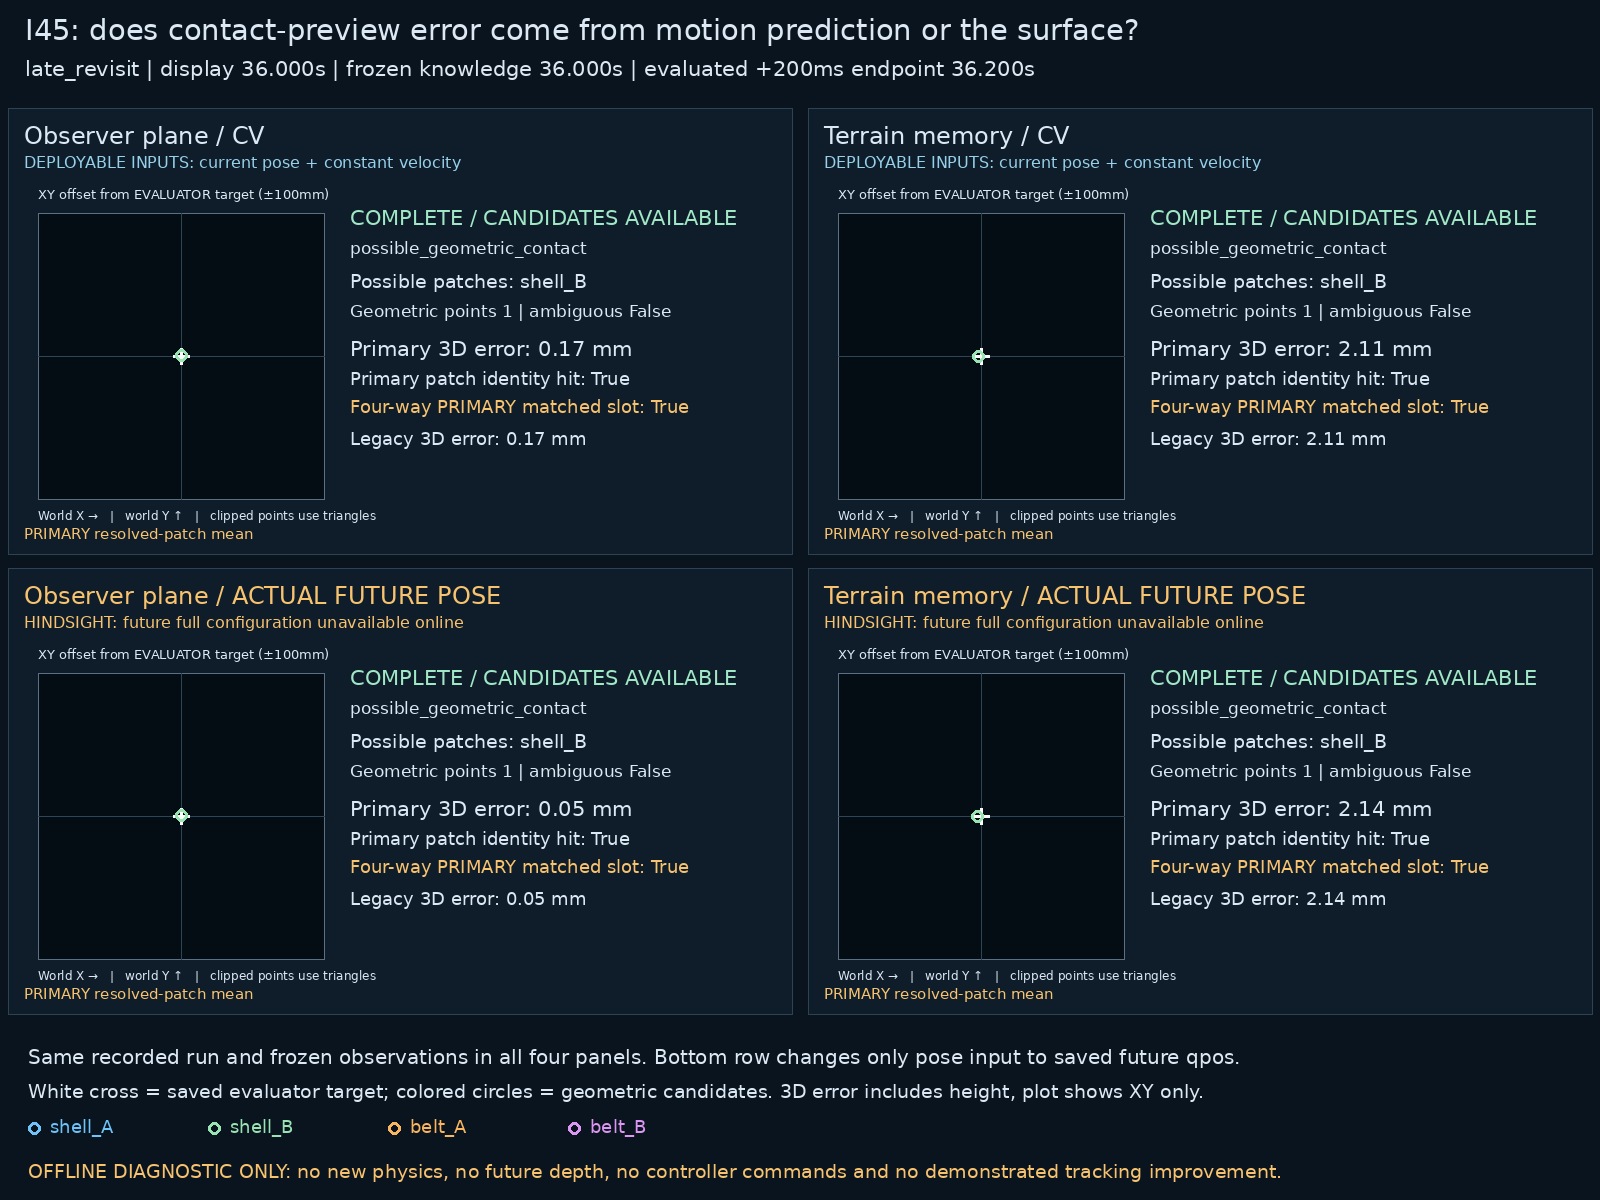 I45: does contact-preview error come from motion prediction or the surface?
late_revisit | display 36.000s | frozen knowledge 36.000s | evaluated +200ms endpoint 36.200s
Observer plane / CV
DEPLOYABLE INPUTS: current pose + constant velocity
XY offset from EVALUATOR target (±100mm)
COMPLETE / CANDIDATES AVAILABLE
possible_geometric_contact
Possible patches: shell_B
Geometric points 1 | ambiguous False
Primary 3D error: 0.17 mm
Primary patch identity hit: True
Four-way PRIMARY matched slot: True
Legacy 3D error: 0.17 mm
World X → | world Y ↑ | clipped points use triangles
PRIMARY resolved-patch mean
Terrain memory / CV
DEPLOYABLE INPUTS: current pose + constant velocity
XY offset from EVALUATOR target (±100mm)
COMPLETE / CANDIDATES AVAILABLE
possible_geometric_contact
Possible patches: shell_B
Geometric points 1 | ambiguous False
Primary 3D error: 2.11 mm
Primary patch identity hit: True
Four-way PRIMARY matched slot: True
Legacy 3D error: 2.11 mm
World X → | world Y ↑ | clipped points use triangles
PRIMARY resolved-patch mean
Observer plane / ACTUAL FUTURE POSE
HINDSIGHT: future full configuration unavailable online
XY offset from EVALUATOR target (±100mm)
COMPLETE / CANDIDATES AVAILABLE
possible_geometric_contact
Possible patches: shell_B
Geometric points 1 | ambiguous False
Primary 3D error: 0.05 mm
Primary patch identity hit: True
Four-way PRIMARY matched slot: True
Legacy 3D error: 0.05 mm
World X → | world Y ↑ | clipped points use triangles
PRIMARY resolved-patch mean
Terrain memory / ACTUAL FUTURE POSE
HINDSIGHT: future full configuration unavailable online
XY offset from EVALUATOR target (±100mm)
COMPLETE / CANDIDATES AVAILABLE
possible_geometric_contact
Possible patches: shell_B
Geometric points 1 | ambiguous False
Primary 3D error: 2.14 mm
Primary patch identity hit: True
Four-way PRIMARY matched slot: True
Legacy 3D error: 2.14 mm
World X → | world Y ↑ | clipped points use triangles
PRIMARY resolved-patch mean
Same recorded run and frozen observations in all four panels. Bottom row changes only pose input to saved future qpos.
White cross = saved evaluator target; colored circles = geometric candidates. 3D error includes height, plot shows XY only.
shell_A shell_B belt_A belt_B
OFFLINE DIAGNOSTIC ONLY: no new physics, no future depth, no controller commands and no demonstrated tracking improvement.